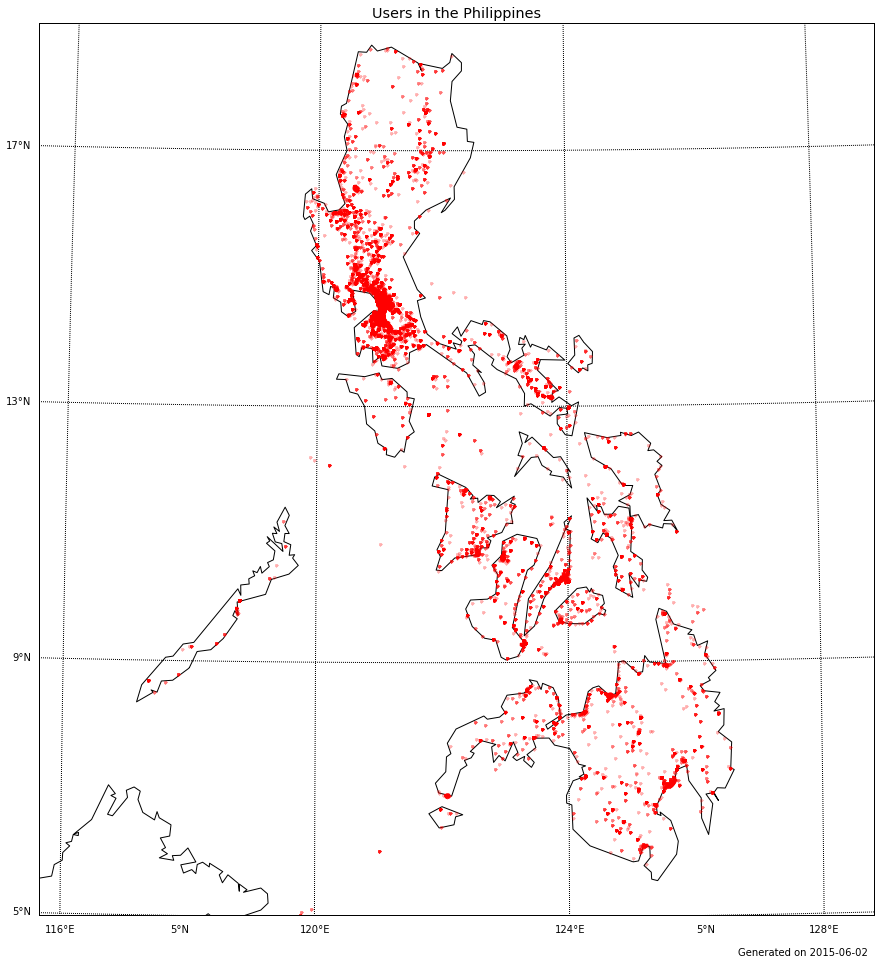 Users in the Philippines
17°N
13°N
9°N
5°N
116°E 5°N 120°E 124°E 5°N 128°E
Generated on 2015-06-02